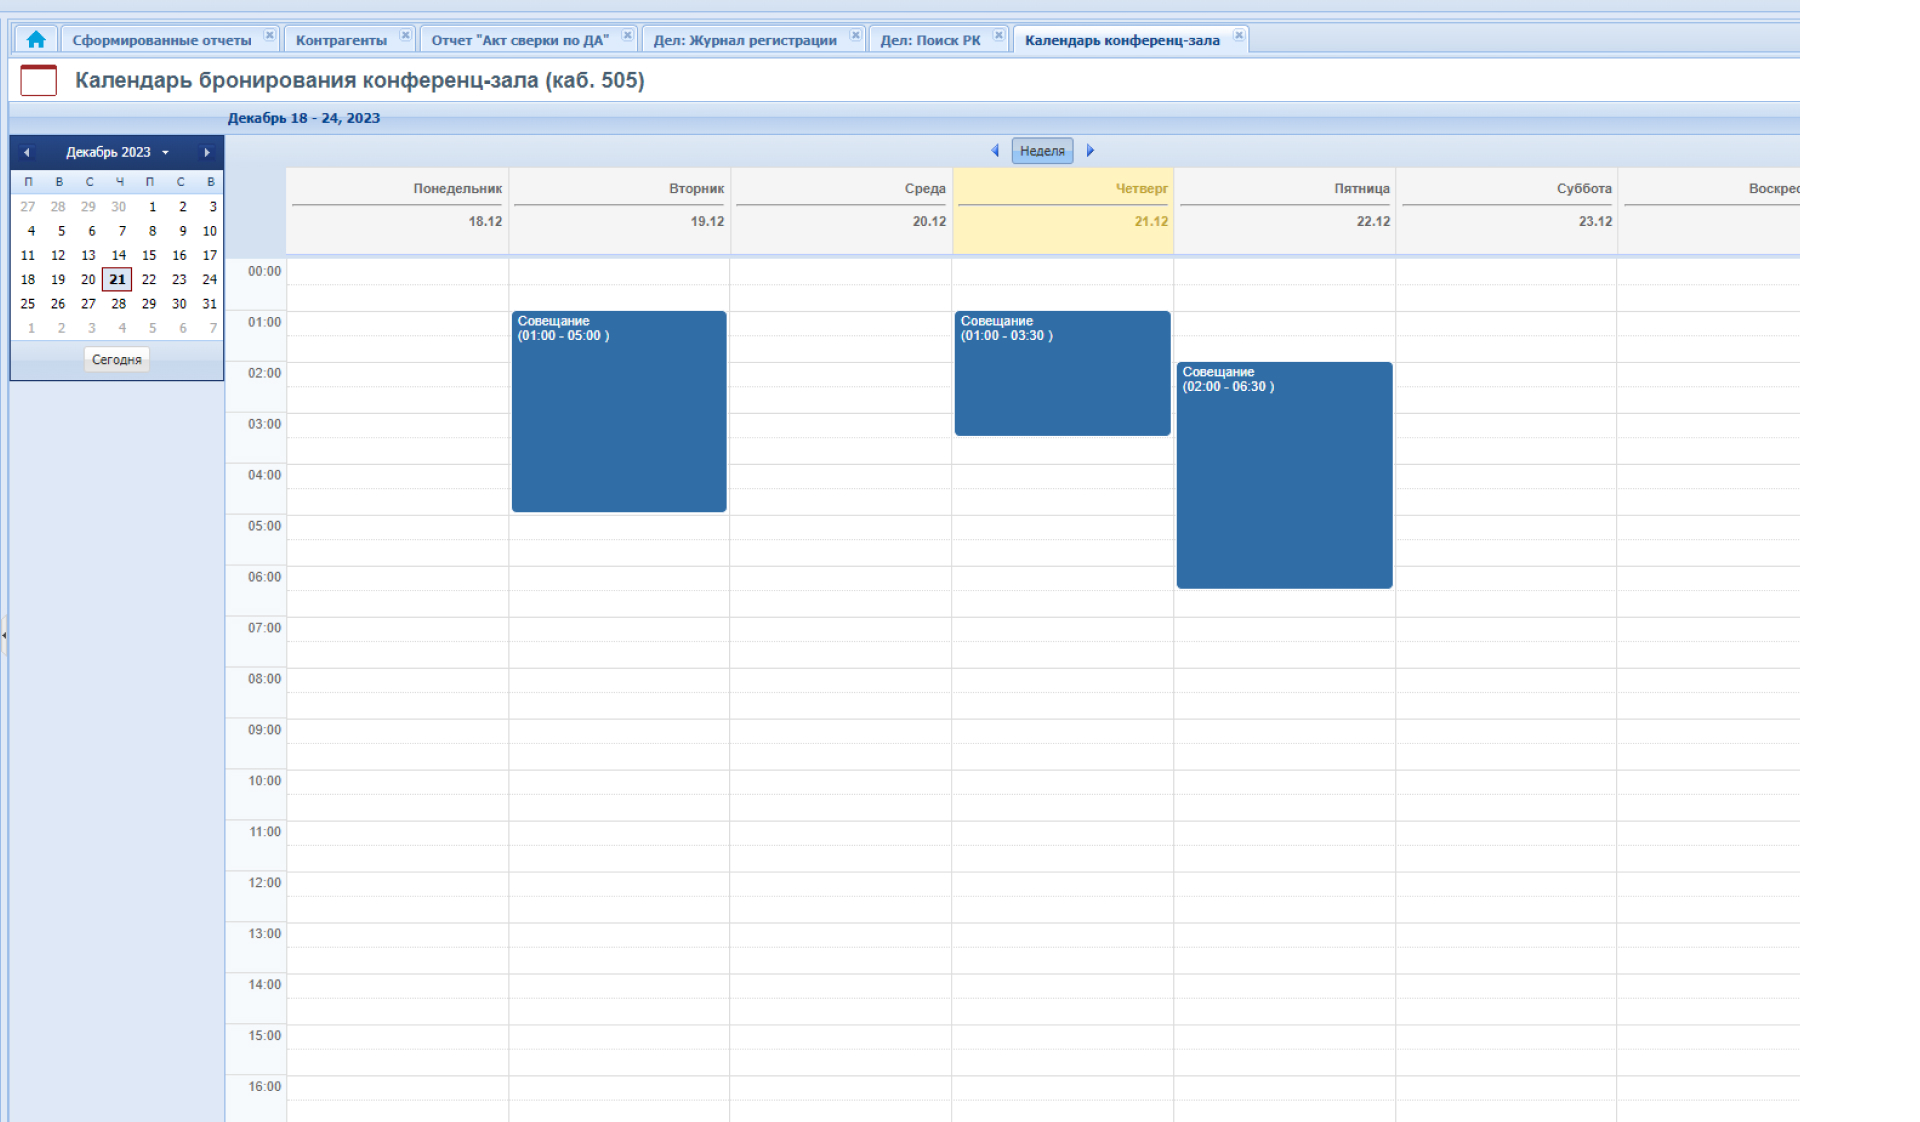 Сформированные отчеты Контрагенты Отчет "Акт сверки по ДА" Дел: Журнал регистрации Дел: Поиск РК Календарь конференц-зала
Календарь бронирования конференц-зала (каб. 505)
Декабрь 18 - 24, 2023
Декабрь 2023
П В С Ч П С В
27 28 29 30 1 2 3
4 5 6 7 8 9 10
11 12 13 14 15 16 17
18 19 20 21 22 23 24
25 26 27 28 29 30 31
1 2 3 4 5 6 7
Сегодня
Неделя
Понедельник Вторник Среда Четверг Пятница Суббота Воскрес
18.12 19.12 20.12 21.12 22.12 23.12
00:00
01:00
02:00
03:00
04:00
05:00
06:00
07:00
08:00
09:00
10:00
11:00
12:00
13:00
14:00
15:00
16:00
Совещание
(01:00 - 05:00 )
Совещание
(01:00 - 03:30 )
Совещание
(02:00 - 06:30 )